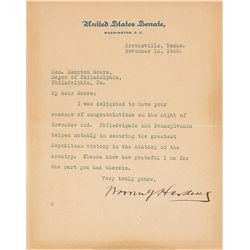 United States Senate,
WASHINGTON, D.C.
Brownsville, Texas.
November 16, 1920.
Hon. Hampton Moore,
Mayor of Philadelphia,
Philadelphia, Pa.
My dear Moore:
I was delighted to have your
message of congratulations on the night of
November 2nd. Philadelphia and Pennsylvania
helped notably in securing the greatest
Republican victory in the history of the
country. Please know how grateful I am for
the part you had therein.
Very truly yours,
Warren G Harding